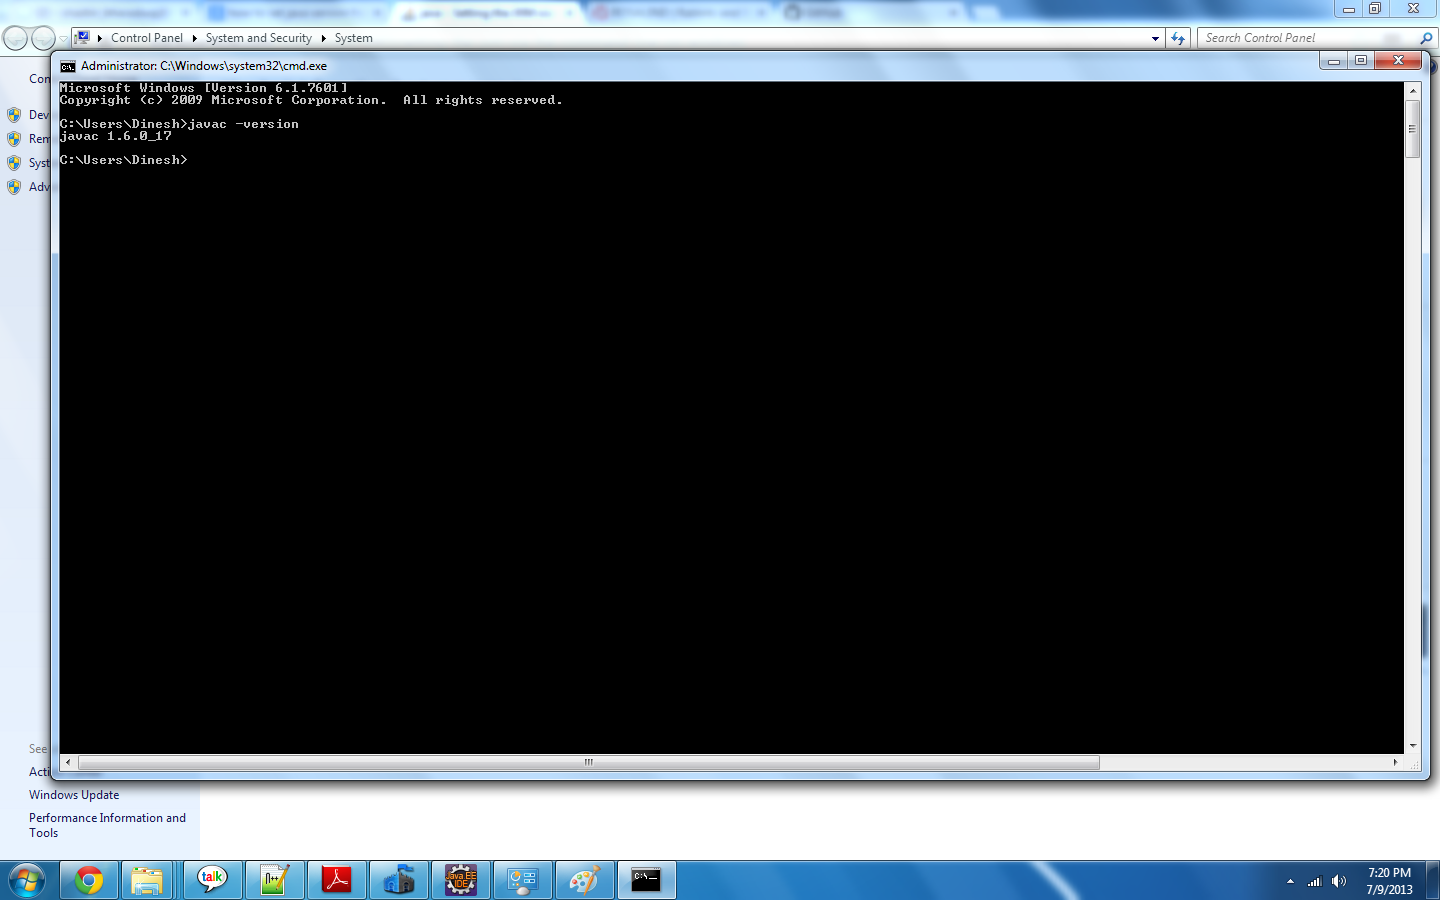 Control Panel System and Security System
Search Control Panel
Administrator: C:\Windows\system32\cmd.exe
Microsoft Windows [Version 6.1.7601]
Copyright (c) 2009 Microsoft Corporation.  All rights reserved.
C:\Users\Dinesh>javac -version
javac 1.6.0_17
C:\Users\Dinesh>
Con
Dev
Rem
Syst
Adv
See
Acti
Windows Update
Performance Information and
Tools
talk
Java EE
IDE
C:\._
7:20 PM
7/9/2013